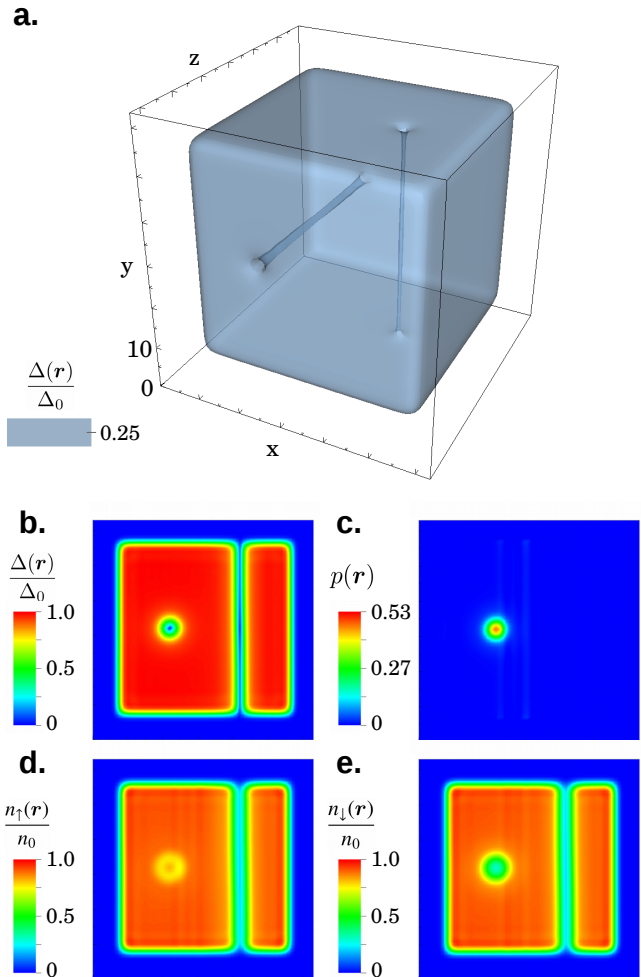 a.
z
y
10
0
x
Δ(r)
Δ₀
0.25
b.
Δ(r)
Δ₀
1.0
0.5
0
c.
p(r)
0.53
0.27
0
d.
n↑(r)
n₀
1.0
0.5
0
e.
n↓(r)
n₀
1.0
0.5
0